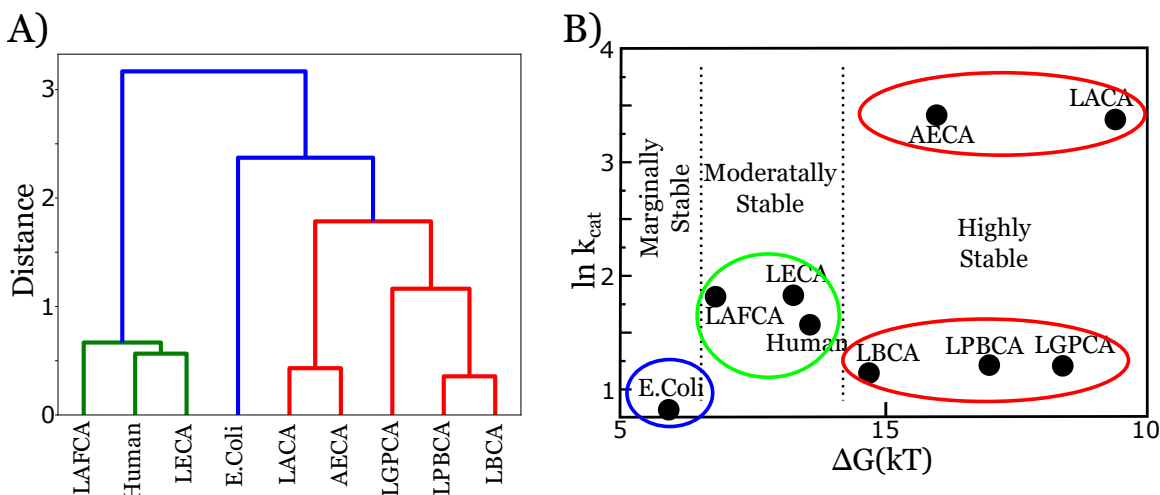 A)
Distance
3
2
1
0
LAFCA
Human
LECA
E.Coli
LACA
AECA
LGPCA
LPBCA
LBCA
B)
ln k_cat
4
3
2
1
5
15
10
ΔG(kT)
Marginally
Stable
Moderatally
Stable
Highly
Stable
AECA
LACA
LECA
LAFCA
Human
LBCA
LPBCA
LGPCA
E.Coli